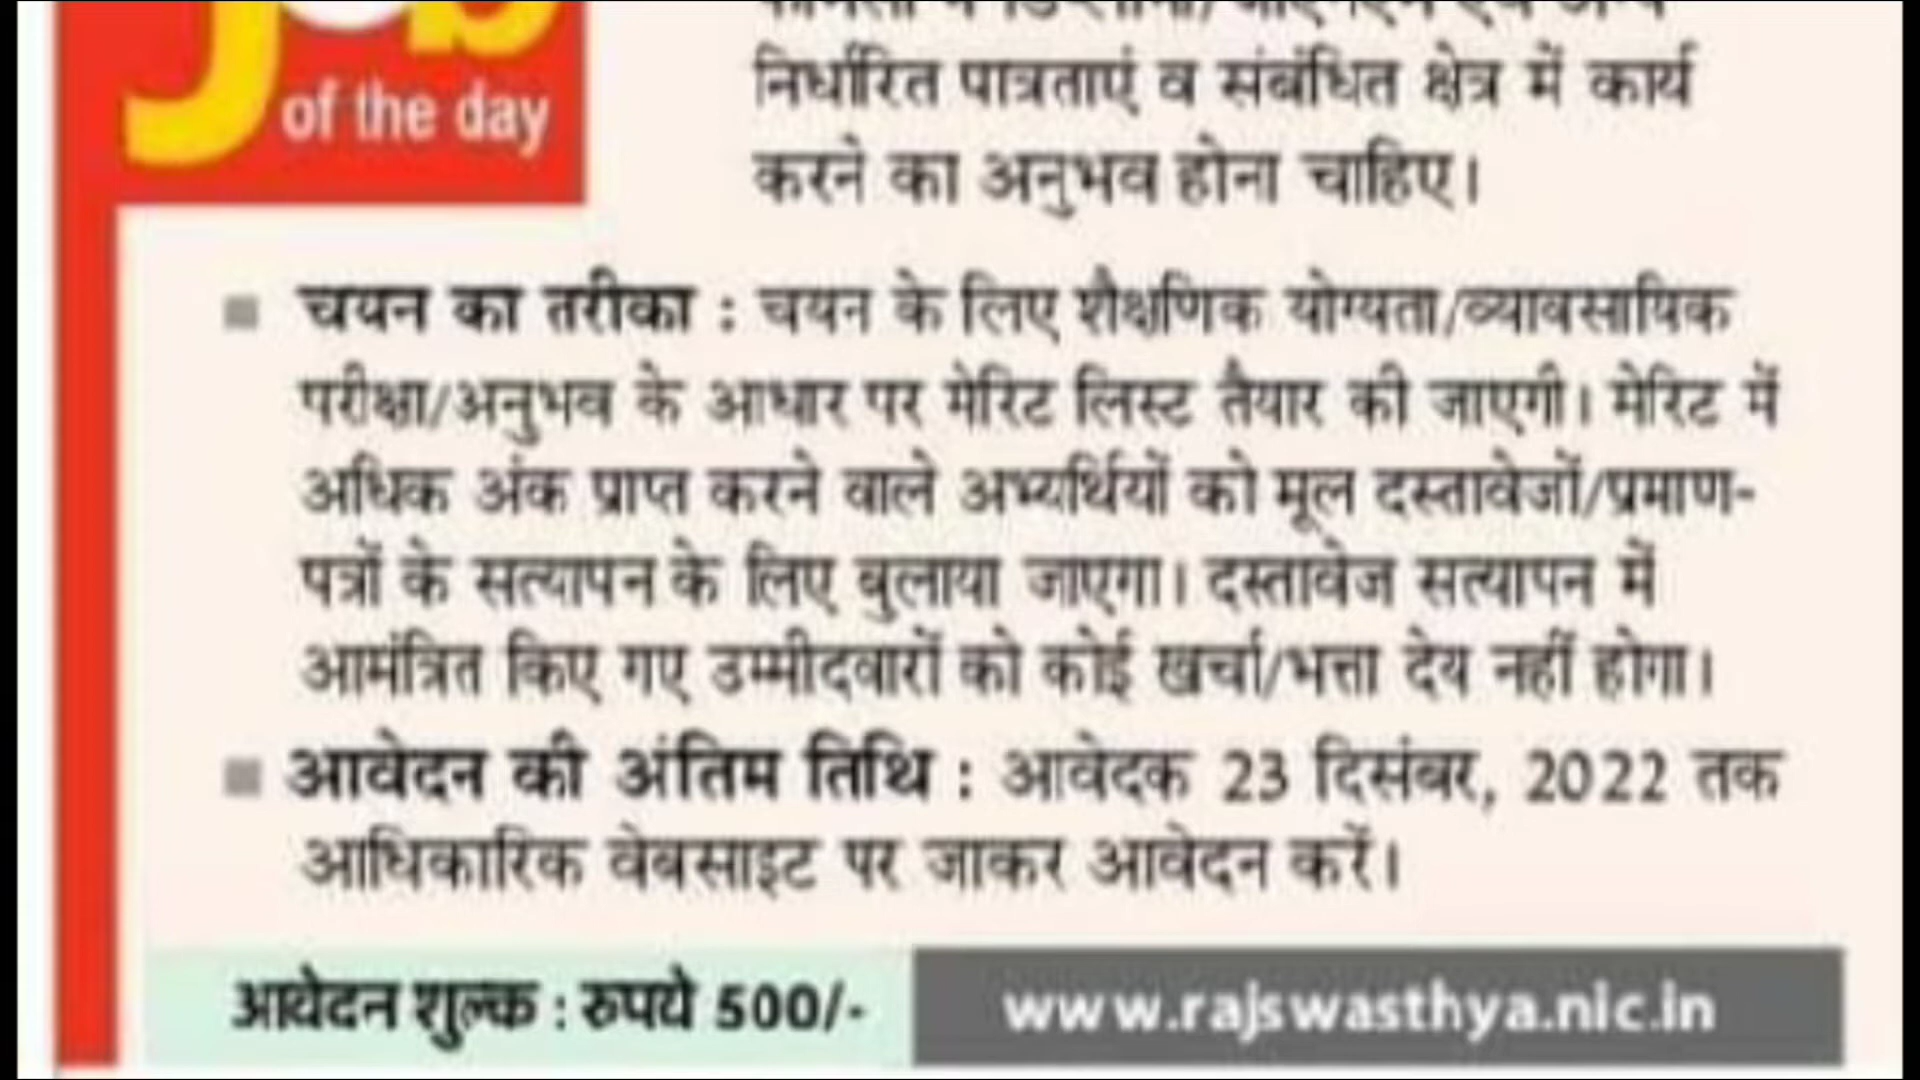 Job
of the day
निर्धारित पात्रताएं व संबंधित क्षेत्र में कार्य
करने का अनुभव होना चाहिए।
चयन का तरीका : चयन के लिए शैक्षणिक योग्यता/व्यावसायिक
परीक्षा/अनुभव के आधार पर मेरिट लिस्ट तैयार की जाएगी। मेरिट में
अधिक अंक प्राप्त करने वाले अभ्यर्थियों को मूल दस्तावेजों/प्रमाण-
पत्रों के सत्यापन के लिए बुलाया जाएगा। दस्तावेज सत्यापन में
आमंत्रित किए गए उम्मीदवारों को कोई खर्चा/भत्ता देय नहीं होगा।
आवेदन की अंतिम तिथि : आवेदक 23 दिसंबर, 2022 तक
आधिकारिक वेबसाइट पर जाकर आवेदन करें।
आवेदन शुल्क : रुपये 500/-
www.rajswasthya.nic.in